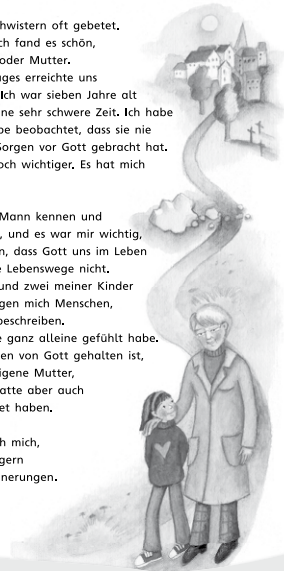 hwistern oft gebetet.
ch fand es schön,
oder Mutter.
ages erreichte uns
Ich war sieben Jahre alt
ine sehr schwere Zeit. Ich habe
be beobachtet, dass sie nie
Sorgen vor Gott gebracht hat.
och wichtiger. Es hat mich
Mann kennen und
, und es war mir wichtig,
n, dass Gott uns im Leben
e Lebenswege nicht.
und zwei meiner Kinder
gen mich Menschen,
beschreiben.
e ganz alleine gefühlt habe.
en von Gott gehalten ist,
eigene Mutter,
atte aber auch
et haben.
h mich,
gern
nerungen.